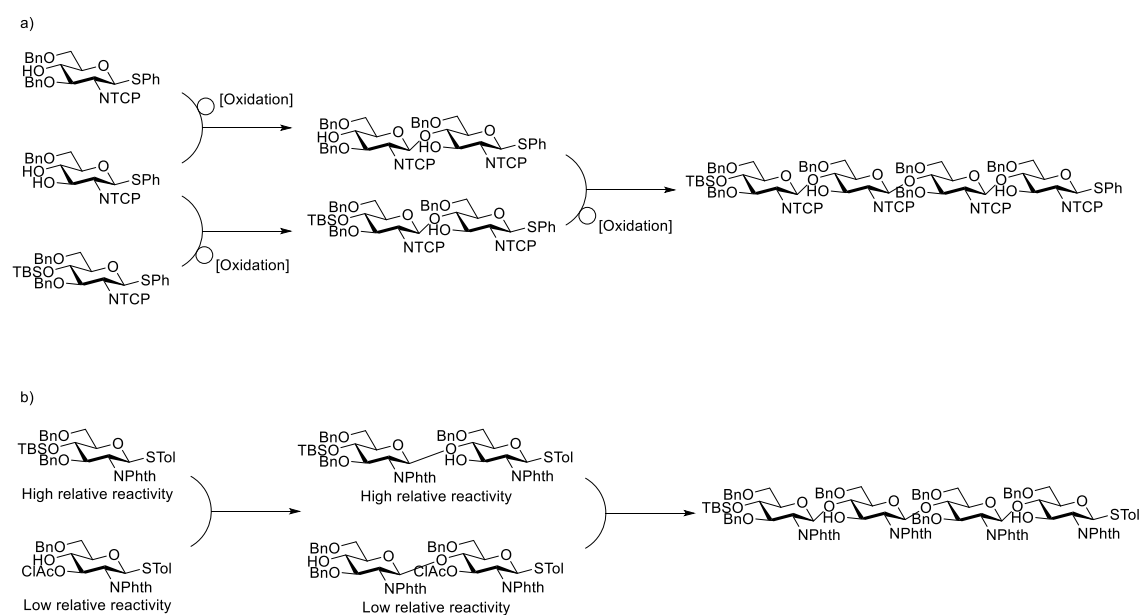 a)
BnO
HO
BnO
O
SPh
NTCP
[Oxidation]
BnO
HO
HO
O
SPh
NTCP
[Oxidation]
BnO
TBSO
BnO
O
SPh
NTCP
BnO
HO
BnO
O
NTCP
O
BnO
HO
O
SPh
NTCP
BnO
TBSO
BnO
O
NTCP
O
BnO
HO
O
SPh
NTCP
[Oxidation]
BnO
TBSO
BnO
O
NTCP
O
BnO
HO
O
NTCP
O
BnO
BnO
O
NTCP
O
BnO
HO
O
SPh
NTCP
b)
BnO
TBSO
BnO
O
STol
NPhth
High relative reactivity
BnO
HO
ClAcO
O
STol
NPhth
Low relative reactivity
BnO
TBSO
BnO
O
NPhth
O
BnO
HO
O
STol
NPhth
High relative reactivity
BnO
HO
BnO
O
NPhth
O
BnO
ClAcO
O
STol
NPhth
Low relative reactivity
BnO
TBSO
BnO
O
NPhth
O
BnO
HO
O
NPhth
O
BnO
BnO
O
NPhth
O
BnO
HO
O
STol
NPhth